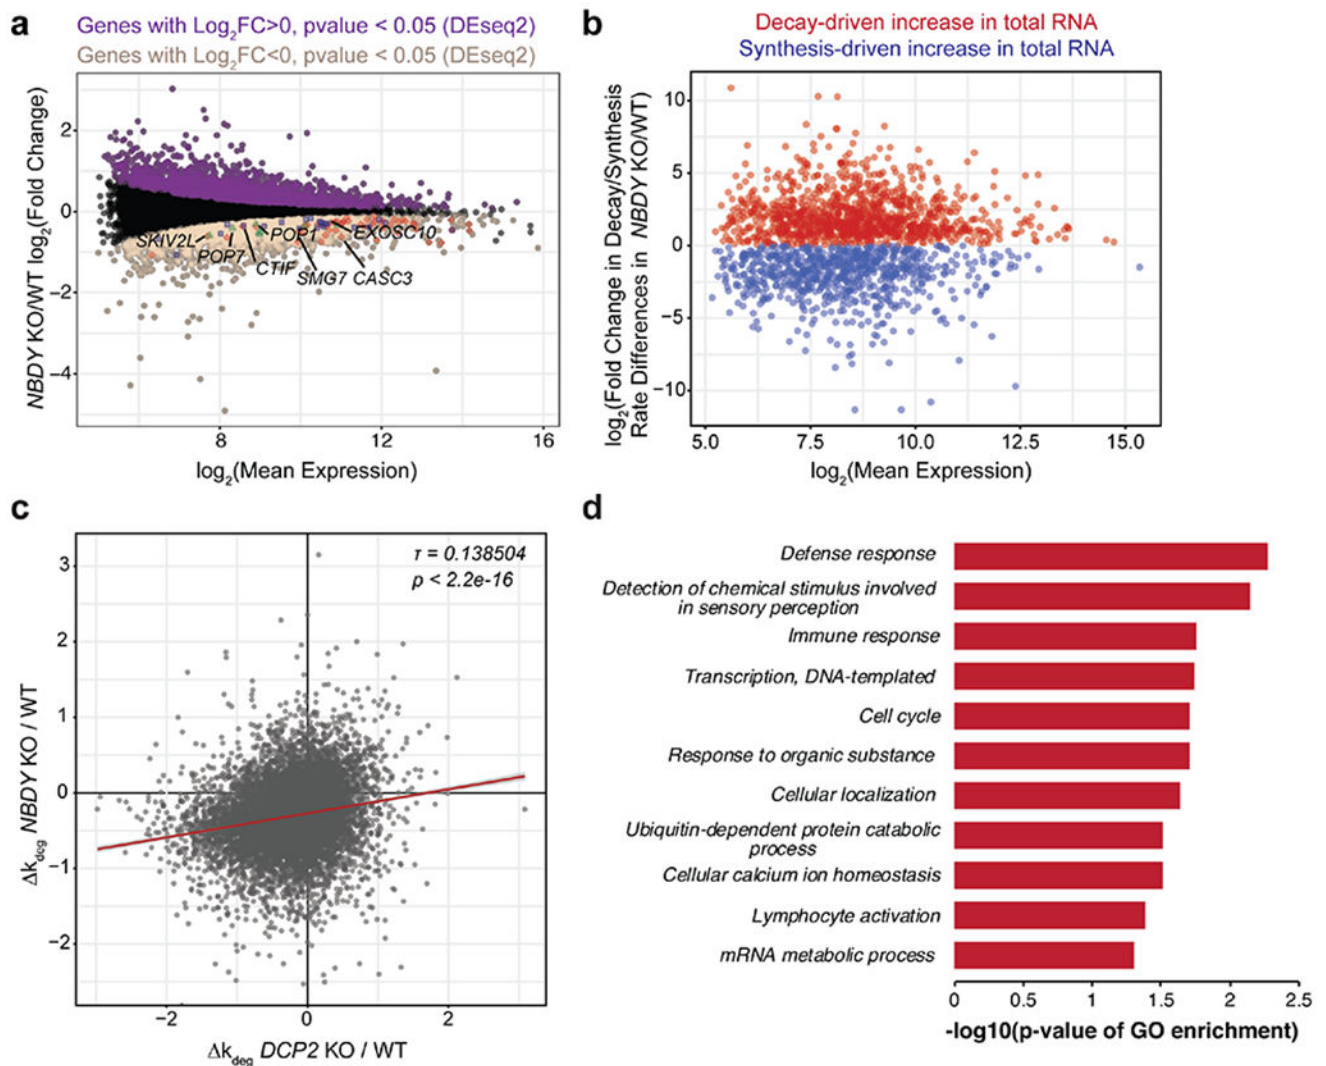 a
Genes with Log2FC>0, pvalue < 0.05 (DEseq2)
Genes with Log2FC<0, pvalue < 0.05 (DEseq2)
NBDY KO/WT log2(Fold Change)
2
0
−2
−4
SKIV2L
POP7
CTIF
POP1
SMG7
CASC3
EXOSC10
8
12
16
log2(Mean Expression)
b
Decay-driven increase in total RNA
Synthesis-driven increase in total RNA
log2(Fold Change in Decay/Synthesis
Rate Differences in NBDY KO/WT)
10
5
0
−5
−10
5.0
7.5
10.0
12.5
15.0
log2(Mean Expression)
c
τ = 0.138504
p < 2.2e-16
Δkdeg NBDY KO / WT
3
2
1
0
−1
−2
−2
0
2
Δkdeg DCP2 KO / WT
d
Defense response
Detection of chemical stimulus involved
in sensory perception
Immune response
Transcription, DNA-templated
Cell cycle
Response to organic substance
Cellular localization
Ubiquitin-dependent protein catabolic
process
Cellular calcium ion homeostasis
Lymphocyte activation
mRNA metabolic process
0
0.5
1
1.5
2
2.5
-log10(p-value of GO enrichment)